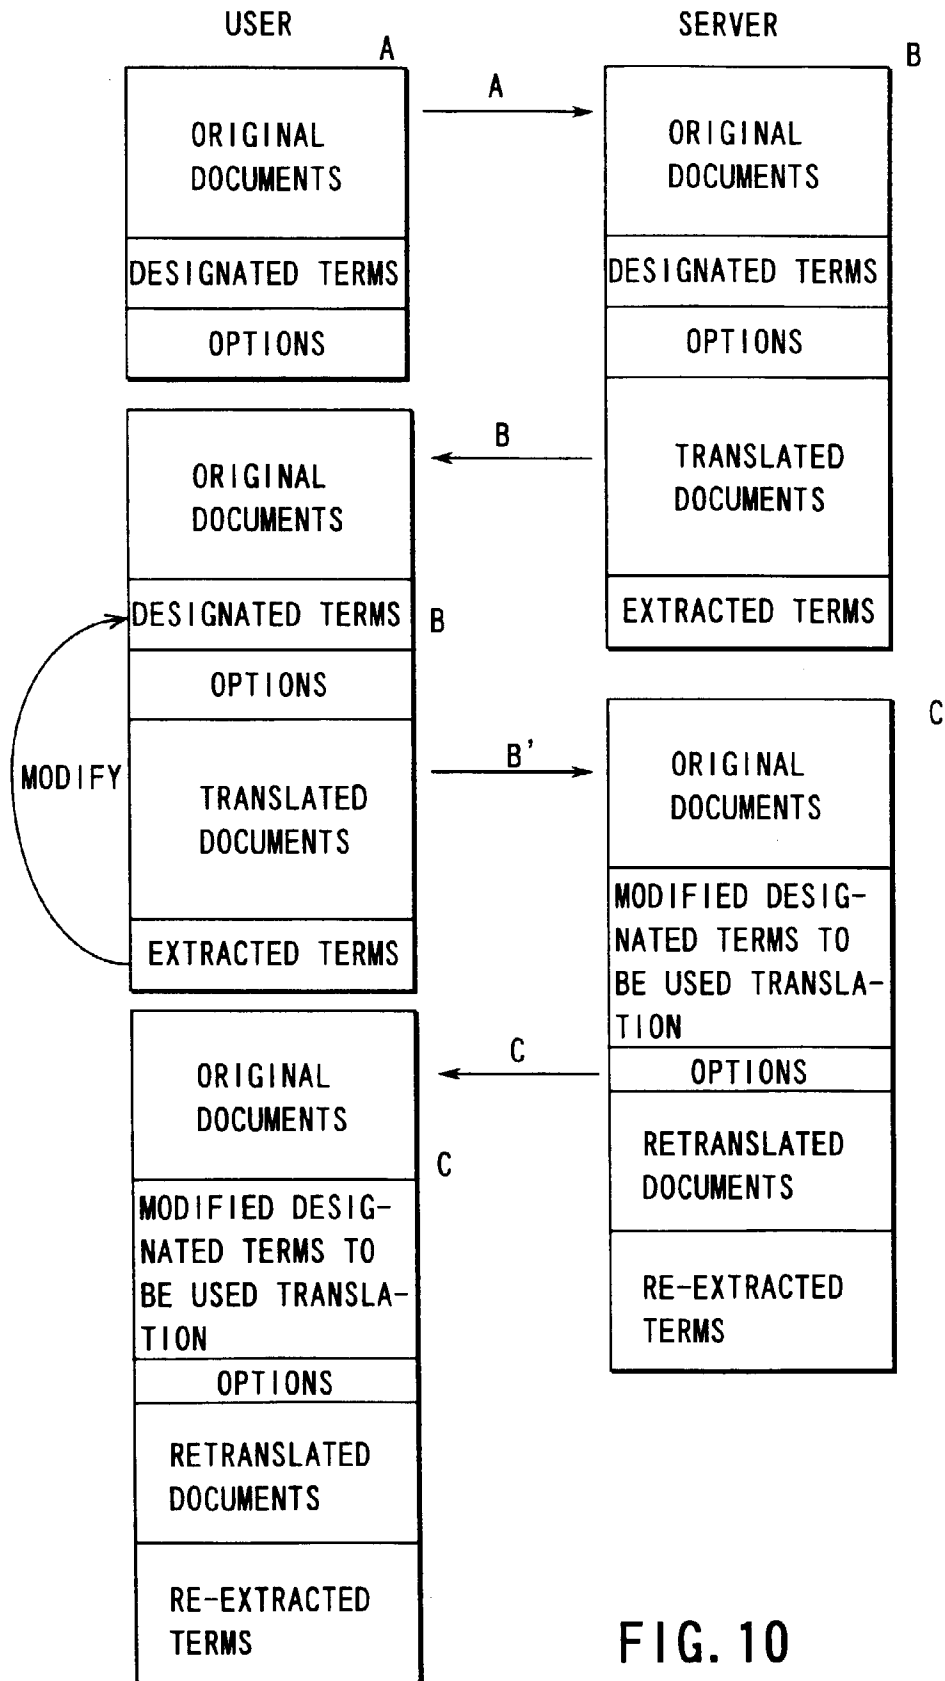 USER
SERVER
A
B
A
ORIGINAL
DOCUMENTS
DESIGNATED TERMS
OPTIONS
ORIGINAL
DOCUMENTS
DESIGNATED TERMS
OPTIONS
TRANSLATED
DOCUMENTS
EXTRACTED TERMS
B
ORIGINAL
DOCUMENTS
DESIGNATED TERMS
B
OPTIONS
TRANSLATED
DOCUMENTS
EXTRACTED TERMS
MODIFY
B'
C
ORIGINAL
DOCUMENTS
MODIFIED DESIG-
NATED TERMS TO
BE USED TRANSLA-
TION
OPTIONS
RETRANSLATED
DOCUMENTS
RE-EXTRACTED
TERMS
C
ORIGINAL
DOCUMENTS
C
MODIFIED DESIG-
NATED TERMS TO
BE USED TRANSLA-
TION
OPTIONS
RETRANSLATED
DOCUMENTS
RE-EXTRACTED
TERMS
FIG. 10